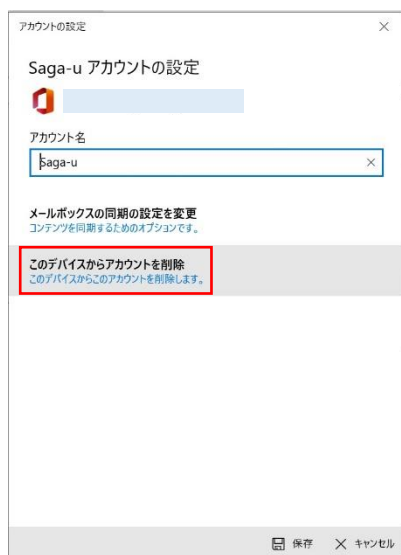 アカウントの設定
Saga-u アカウントの設定
アカウント名
Saga-u
メールボックスの同期の設定を変更
コンテンツを同期するためのオプションです。
このデバイスからアカウントを削除
このデバイスからこのアカウントを削除します。
保存 キャンセル